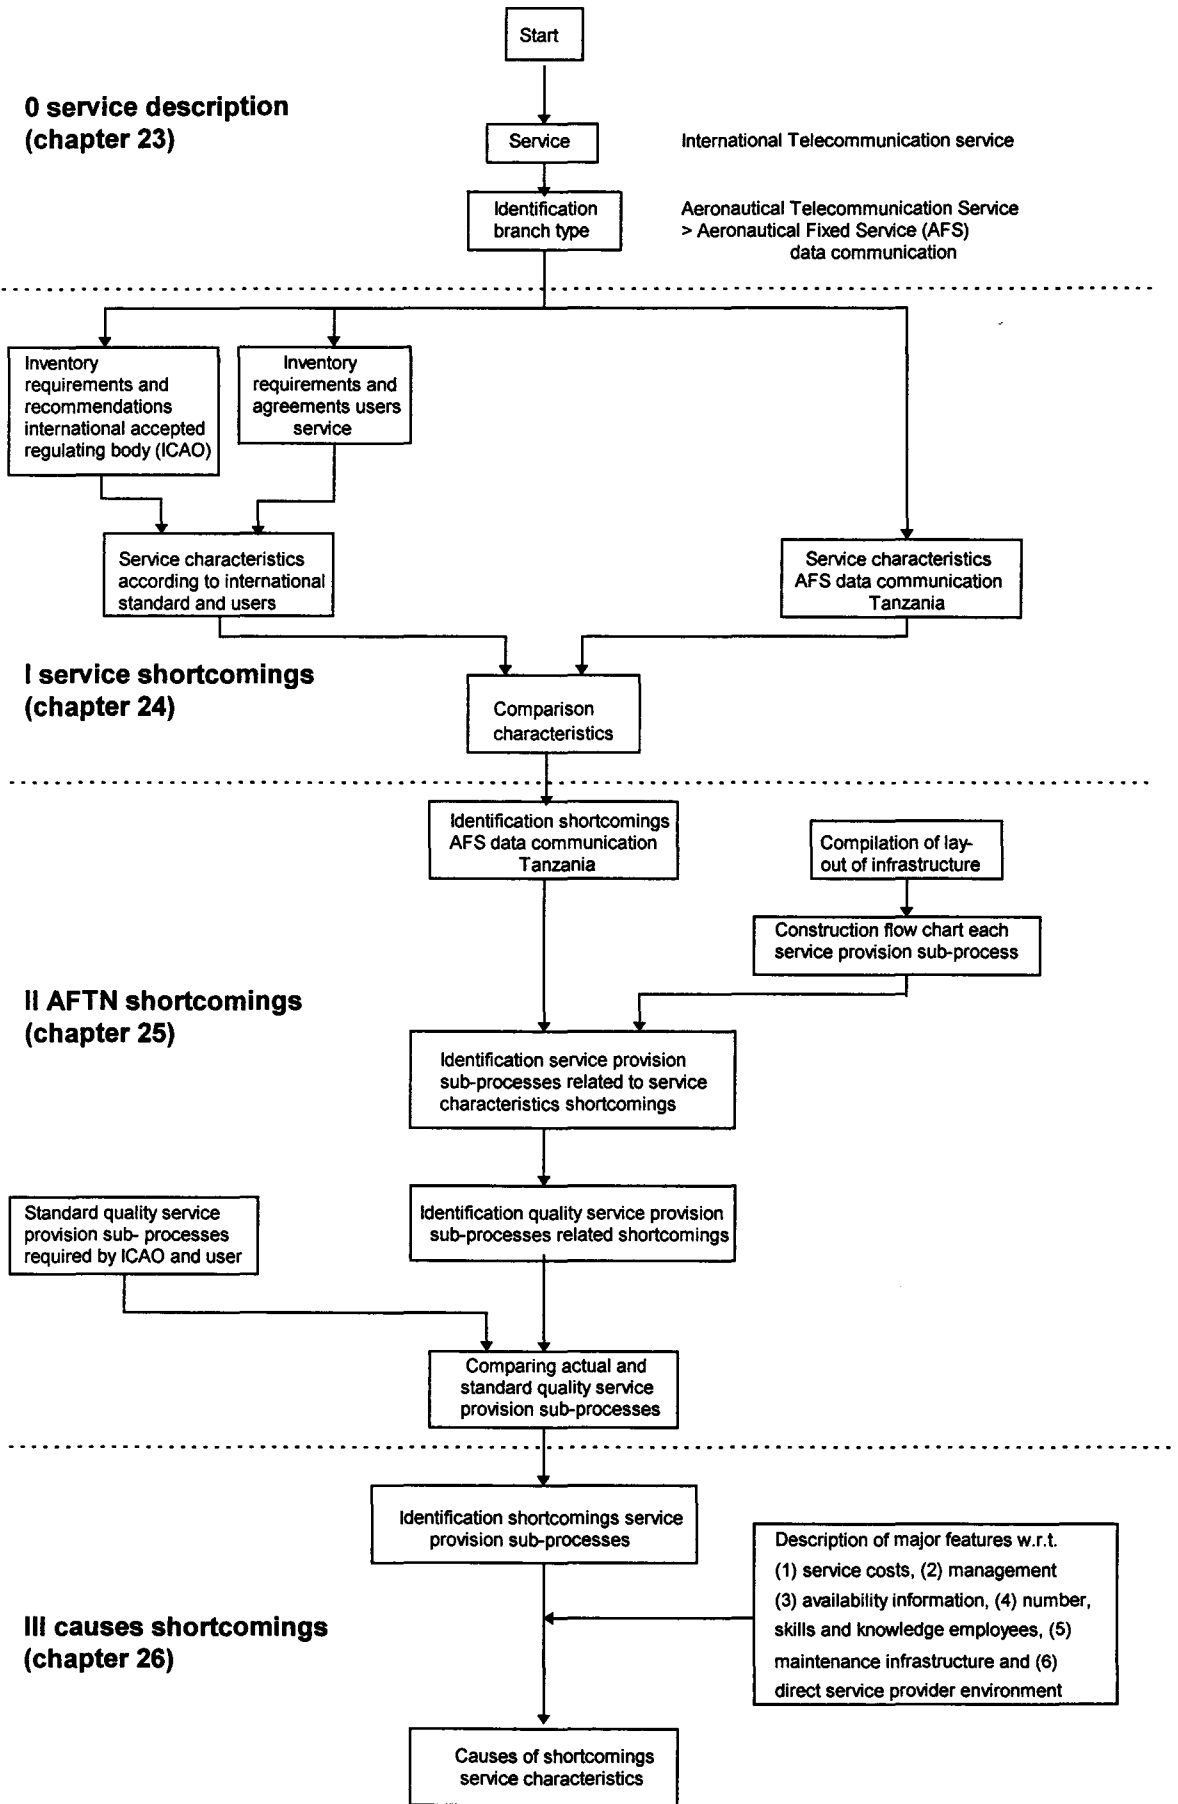 Start
0 service description
(chapter 23)
Service
International Telecommunication service
Identification
branch type
Aeronautical Telecommunication Service
> Aeronautical Fixed Service (AFS)
data communication
Inventory
requirements and
recommendations
international accepted
regulating body (ICAO)
Inventory
requirements and
agreements users
service
Service characteristics
according to international
standard and users
Service characteristics
AFS data communication
Tanzania
I service shortcomings
(chapter 24)
Comparison
characteristics
Identification shortcomings
AFS data communication
Tanzania
Compilation of lay-
out of infrastructure
Construction flow chart each
service provision sub-process
II AFTN shortcomings
(chapter 25)
Identification service provision
sub-processes related to service
characteristics shortcomings
Standard quality service
provision sub- processes
required by ICAO and user
Identification quality service provision
sub-processes related shortcomings
Comparing actual and
standard quality service
provision sub-processes
Identification shortcomings service
provision sub-processes
Description of major features w.r.t.
(1) service costs, (2) management
(3) availability information, (4) number,
skills and knowledge employees, (5)
maintenance infrastructure and (6)
direct service provider environment
III causes shortcomings
(chapter 26)
Causes of shortcomings
service characteristics